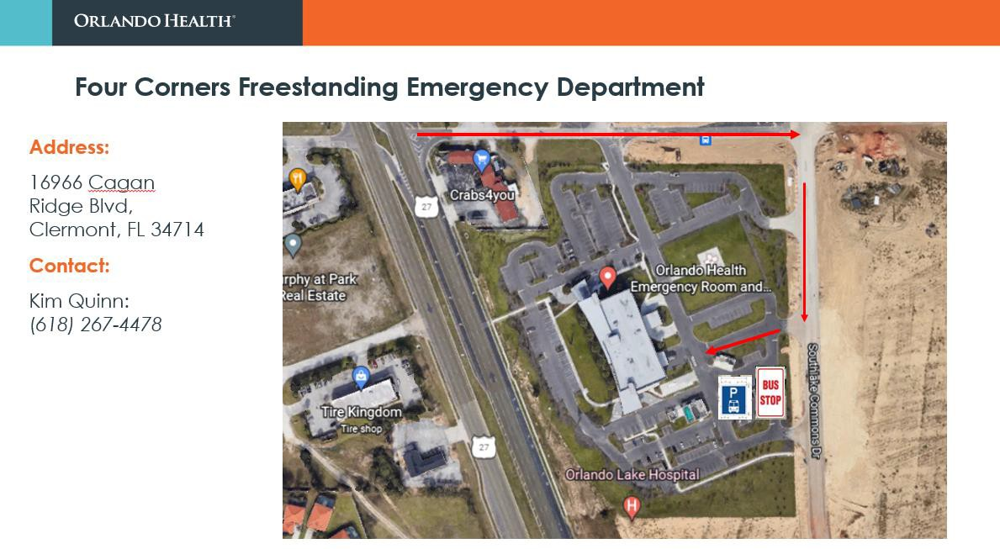 ORLANDO HEALTH®
Four Corners Freestanding Emergency Department
Address:
16966 Cagan
Ridge Blvd,
Clermont, FL 34714
Contact:
Kim Quinn:
(618) 267-4478
27
Crabs4you
urphy at Park
Real Estate
Orlando Health
Emergency Room and...
Tire Kingdom
Tire shop
27
P
BUS
STOP
Southlake Commons Dr
Orlando Lake Hospital
H